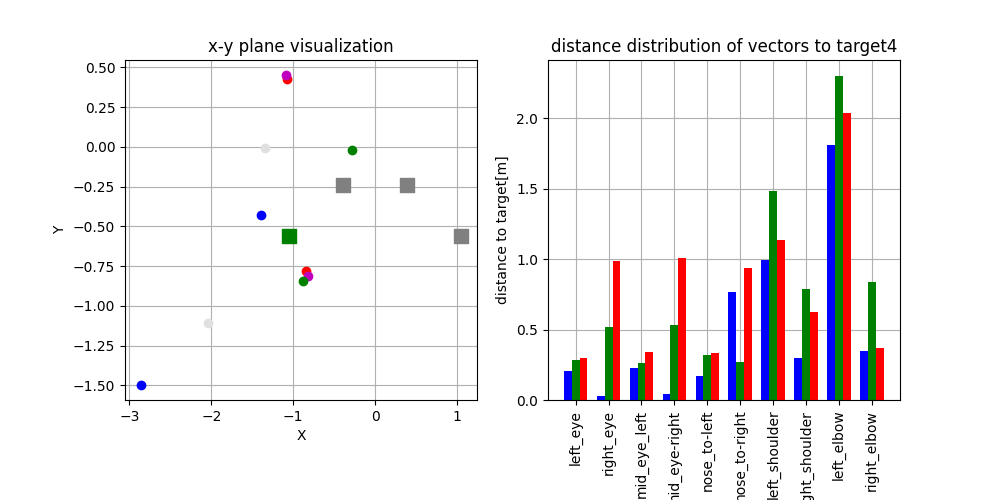 x-y plane visualization
0.50
0.25
0.00
−0.25
−0.50
−0.75
−1.00
−1.25
−1.50
Y
−3
−2
−1
0
1
X
distance distribution of vectors to target4
2.0
1.5
1.0
0.5
0.0
distance to target[m]
left_eye
right_eye
mid_eye_left
mid_eye-right
nose_to-left
nose_to-right
left_shoulder
ght_shoulder
left_elbow
right_elbow